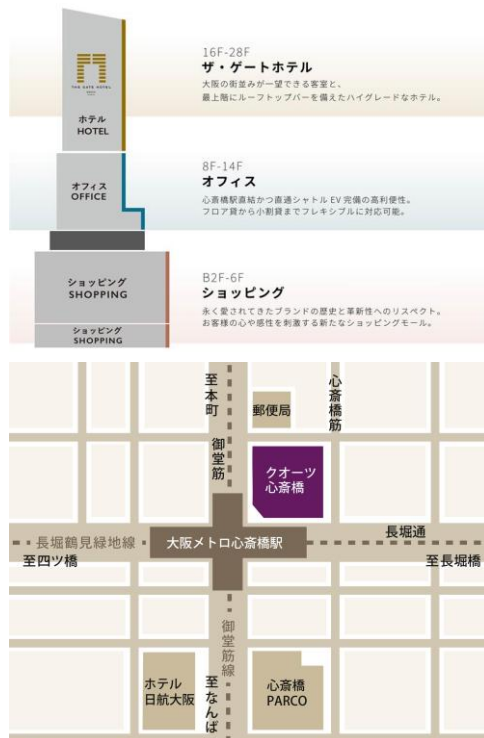 THE GATE HOTEL
ホテル
HOTEL
16F-28F
ザ・ゲートホテル
大阪の街並みが一望できる客室と、
最上階にルーフトップバーを備えたハイグレードなホテル。
オフィス
OFFICE
8F-14F
オフィス
心斎橋駅直結かつ直通シャトルEV完備の高利便性。
フロア貸から小割貸までフレキシブルに対応可能。
ショッピング
SHOPPING
ショッピング
SHOPPING
B2F-6F
ショッピング
永く愛されてきたブランドの歴史と革新性へのリスペクト。
お客様の心や感性を刺激する新たなショッピングモール。
至本町
御堂筋
郵便局
心斎橋筋
クオーツ
心斎橋
長堀鶴見緑地線
至四ツ橋
大阪メトロ心斎橋駅
長堀通
至長堀橋
御堂筋線
至なんば
ホテル
日航大阪
心斎橋
PARCO